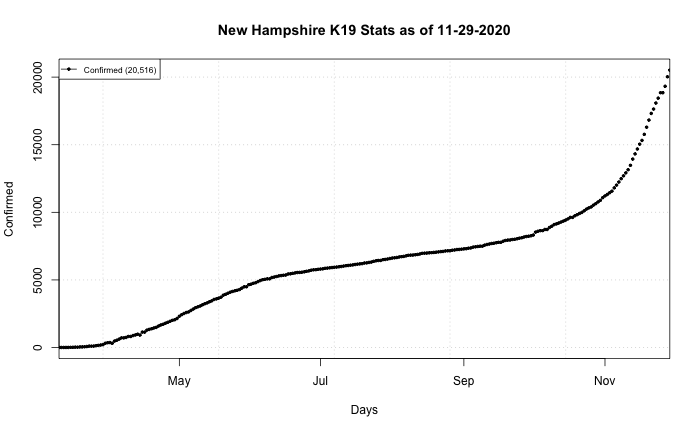 New Hampshire K19 Stats as of 11-29-2020
Confirmed (20,516)
Confirmed
20000
15000
10000
5000
0
May Jul Sep Nov
Days